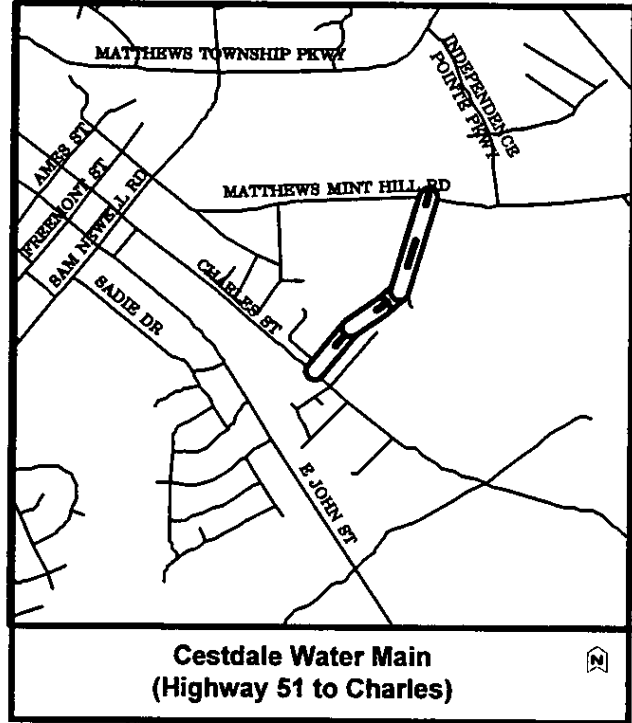 MATTHEWS TOWNSHIP PKWY
INDEPENDENCE
POINTE PKWY
AMES ST
FREEMONT ST
SAM NEWELL RD
MATTHEWS MINT HILL RD
CHARLES ST
SADIE DR
E JOHN ST
Cestdale Water Main
(Highway 51 to Charles)
N